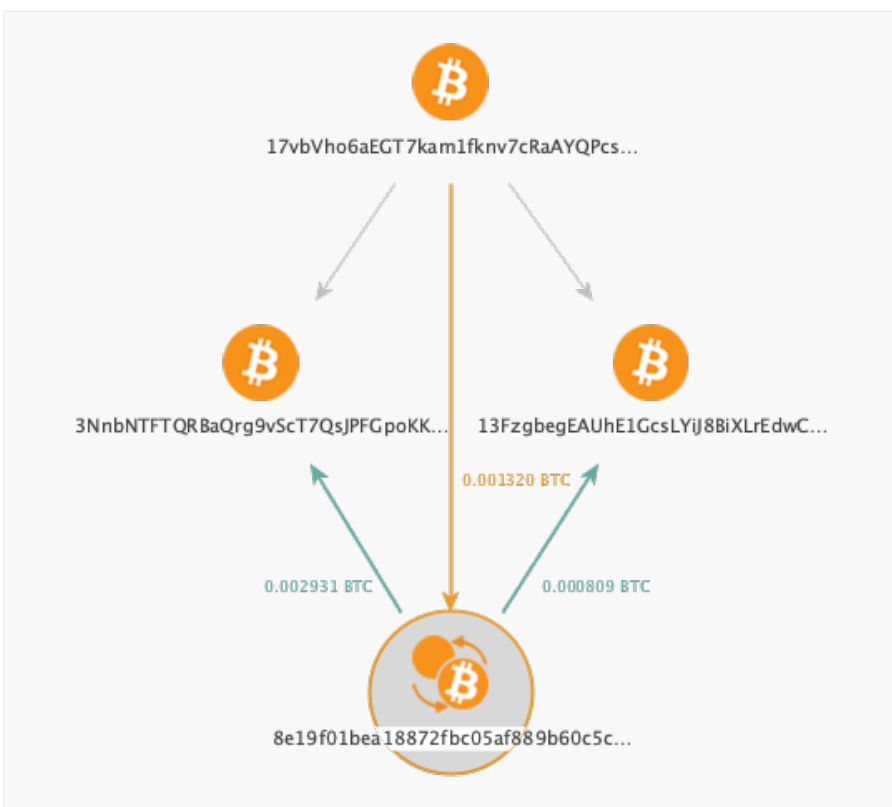 17vbVho6aEGT7kam1fknv7cRaAYQPcs...
3NnbNTFTQRBaQrg9vScT7QsJPFGpoKK...
13FzgbegEAUhE1GcsLYiJ8BiXLrEdwC...
0.001320 BTC
0.002931 BTC
0.000809 BTC
8e19f01bea18872fbc05af889b60c5c...